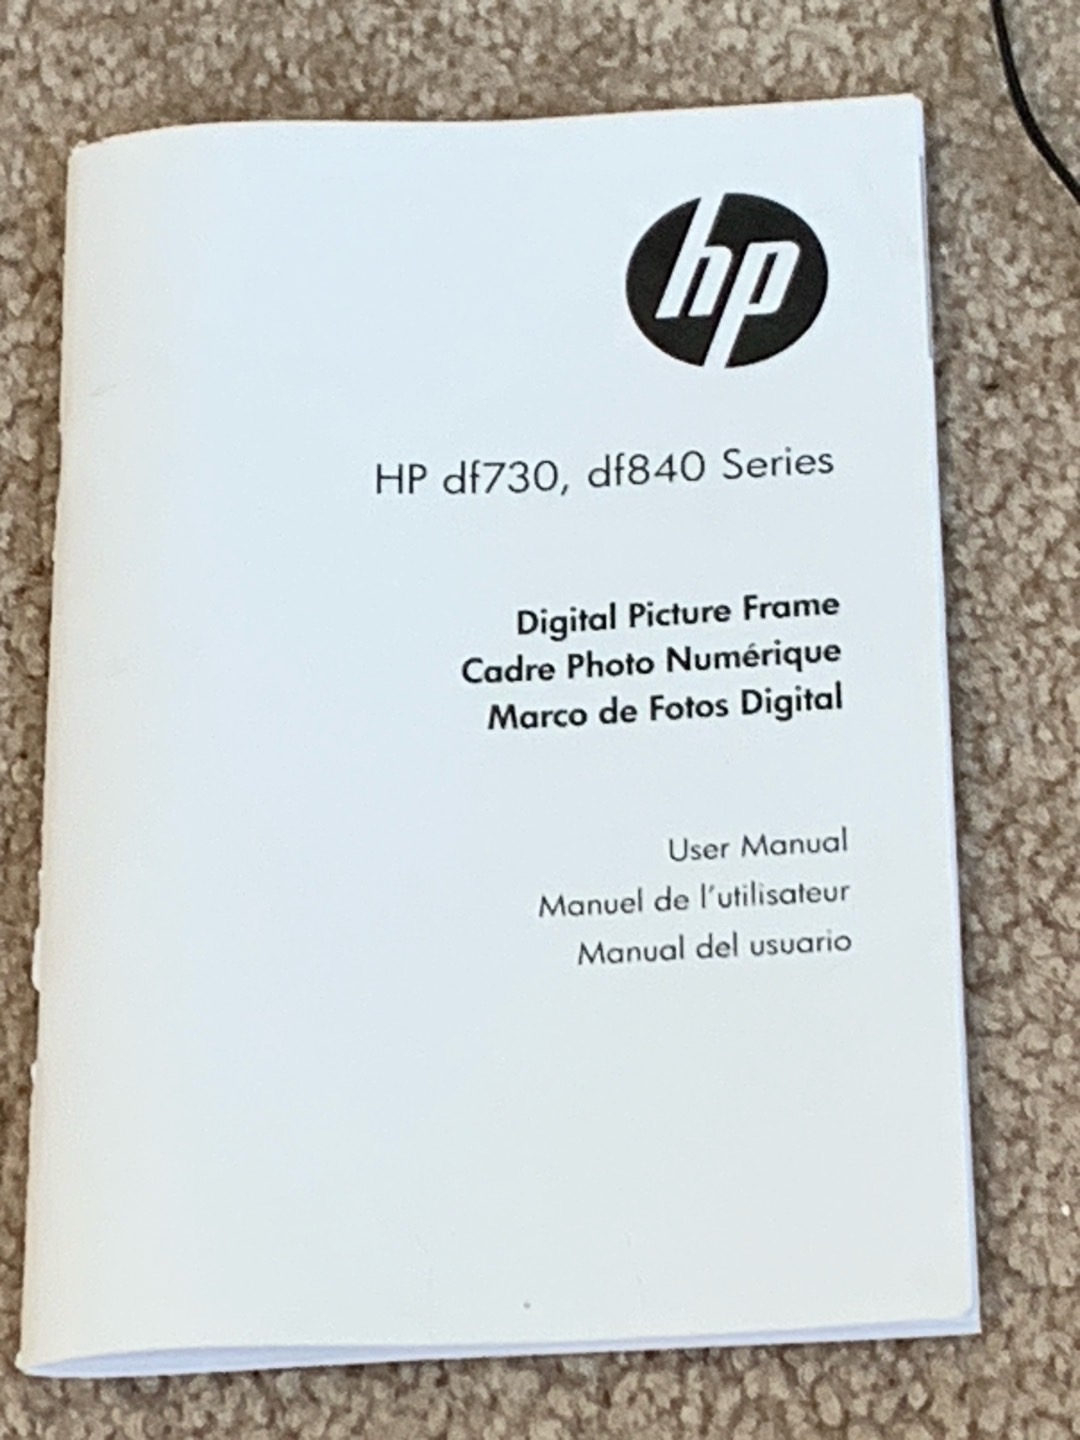 hp
HP df730, df840 Series
Digital Picture Frame
Cadre Photo Numérique
Marco de Fotos Digital
User Manual
Manuel de l'utilisateur
Manual del usuario